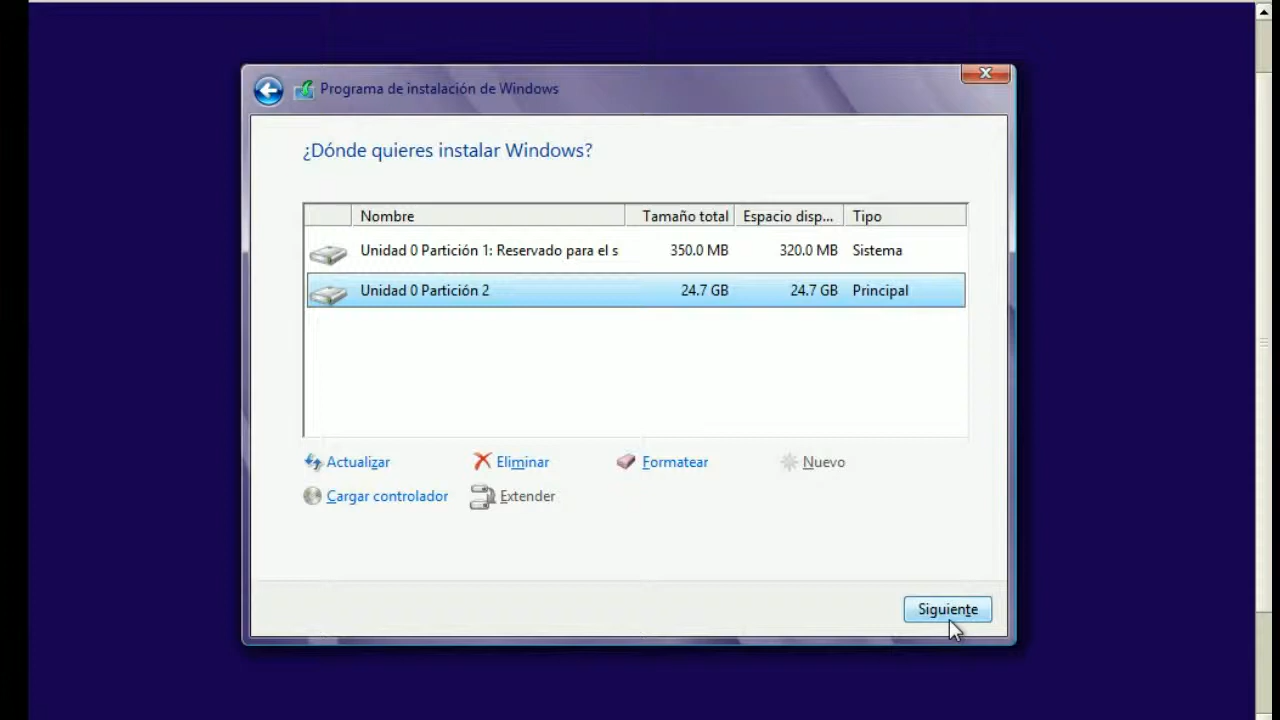 Programa de instalación de Windows
¿Dónde quieres instalar Windows?
Nombre Tamaño total Espacio disp... Tipo
Unidad 0 Partición 1: Reservado para el s 350.0 MB 320.0 MB Sistema
Unidad 0 Partición 2 24.7 GB 24.7 GB Principal
Actualizar Eliminar Formatear Nuevo
Cargar controlador Extender
Siguiente